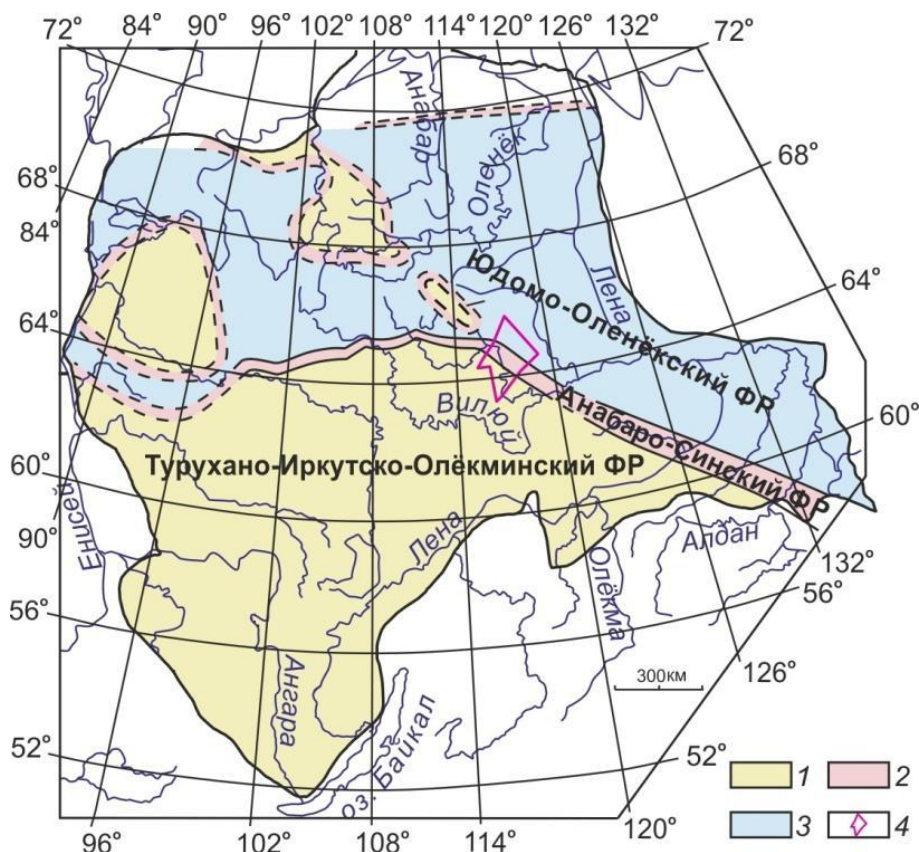 72° 84° 90° 96° 102° 108° 114° 120° 126° 132° 72°
Анабар
Оленёк
68°
68°
84°
Юдомо-Оленёкский ФР
Лена
64°
64°
Вилюй
Анабаро-Синский ФР
60°
Турухано-Иркутско-Олёкминский ФР
60°
Енисей
90°
Лена
Олёкма
Алдан
132°
56°
56°
126°
Ангара
300км
оз. Байкал
52°
52°
1 2
3 4
96° 102° 108° 114° 120°